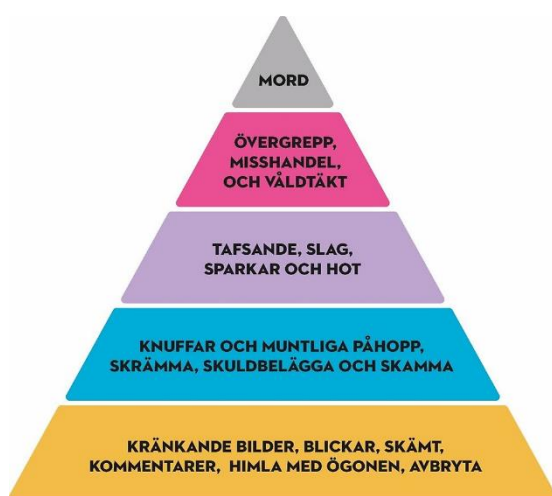 MORD
ÖVERGREPP,
MISSHANDEL,
OCH VÅLDTÄKT
TAFSANDE, SLAG,
SPARKAR OCH HOT
KNUFFAR OCH MUNTLIGA PÅHOPP,
SKRÄMMA, SKULDBELÄGGA OCH SKAMMA
KRÄNKANDE BILDER, BLICKAR, SKÄMT,
KOMMENTARER, HIMLA MED ÖGONEN, AVBRYTA